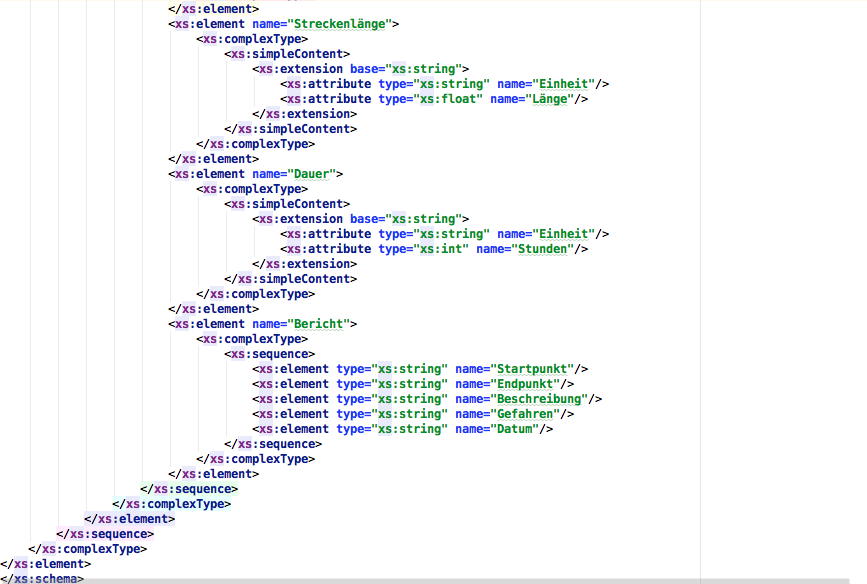 </xs:element>
<xs:element name="Streckenlänge">
<xs:complexType>
<xs:simpleContent>
<xs:extension base="xs:string">
<xs:attribute type="xs:string" name="Einheit"/>
<xs:attribute type="xs:float" name="Länge"/>
</xs:extension>
</xs:simpleContent>
</xs:complexType>
</xs:element>
<xs:element name="Dauer">
<xs:complexType>
<xs:simpleContent>
<xs:extension base="xs:string">
<xs:attribute type="xs:string" name="Einheit"/>
<xs:attribute type="xs:int" name="Stunden"/>
</xs:extension>
</xs:simpleContent>
</xs:complexType>
</xs:element>
<xs:element name="Bericht">
<xs:complexType>
<xs:sequence>
<xs:element type="xs:string" name="Startpunkt"/>
<xs:element type="xs:string" name="Endpunkt"/>
<xs:element type="xs:string" name="Beschreibung"/>
<xs:element type="xs:string" name="Gefahren"/>
<xs:element type="xs:string" name="Datum"/>
</xs:sequence>
</xs:complexType>
</xs:element>
</xs:sequence>
</xs:complexType>
</xs:element>
</xs:sequence>
</xs:complexType>
</xs:element>
</xs:schema>